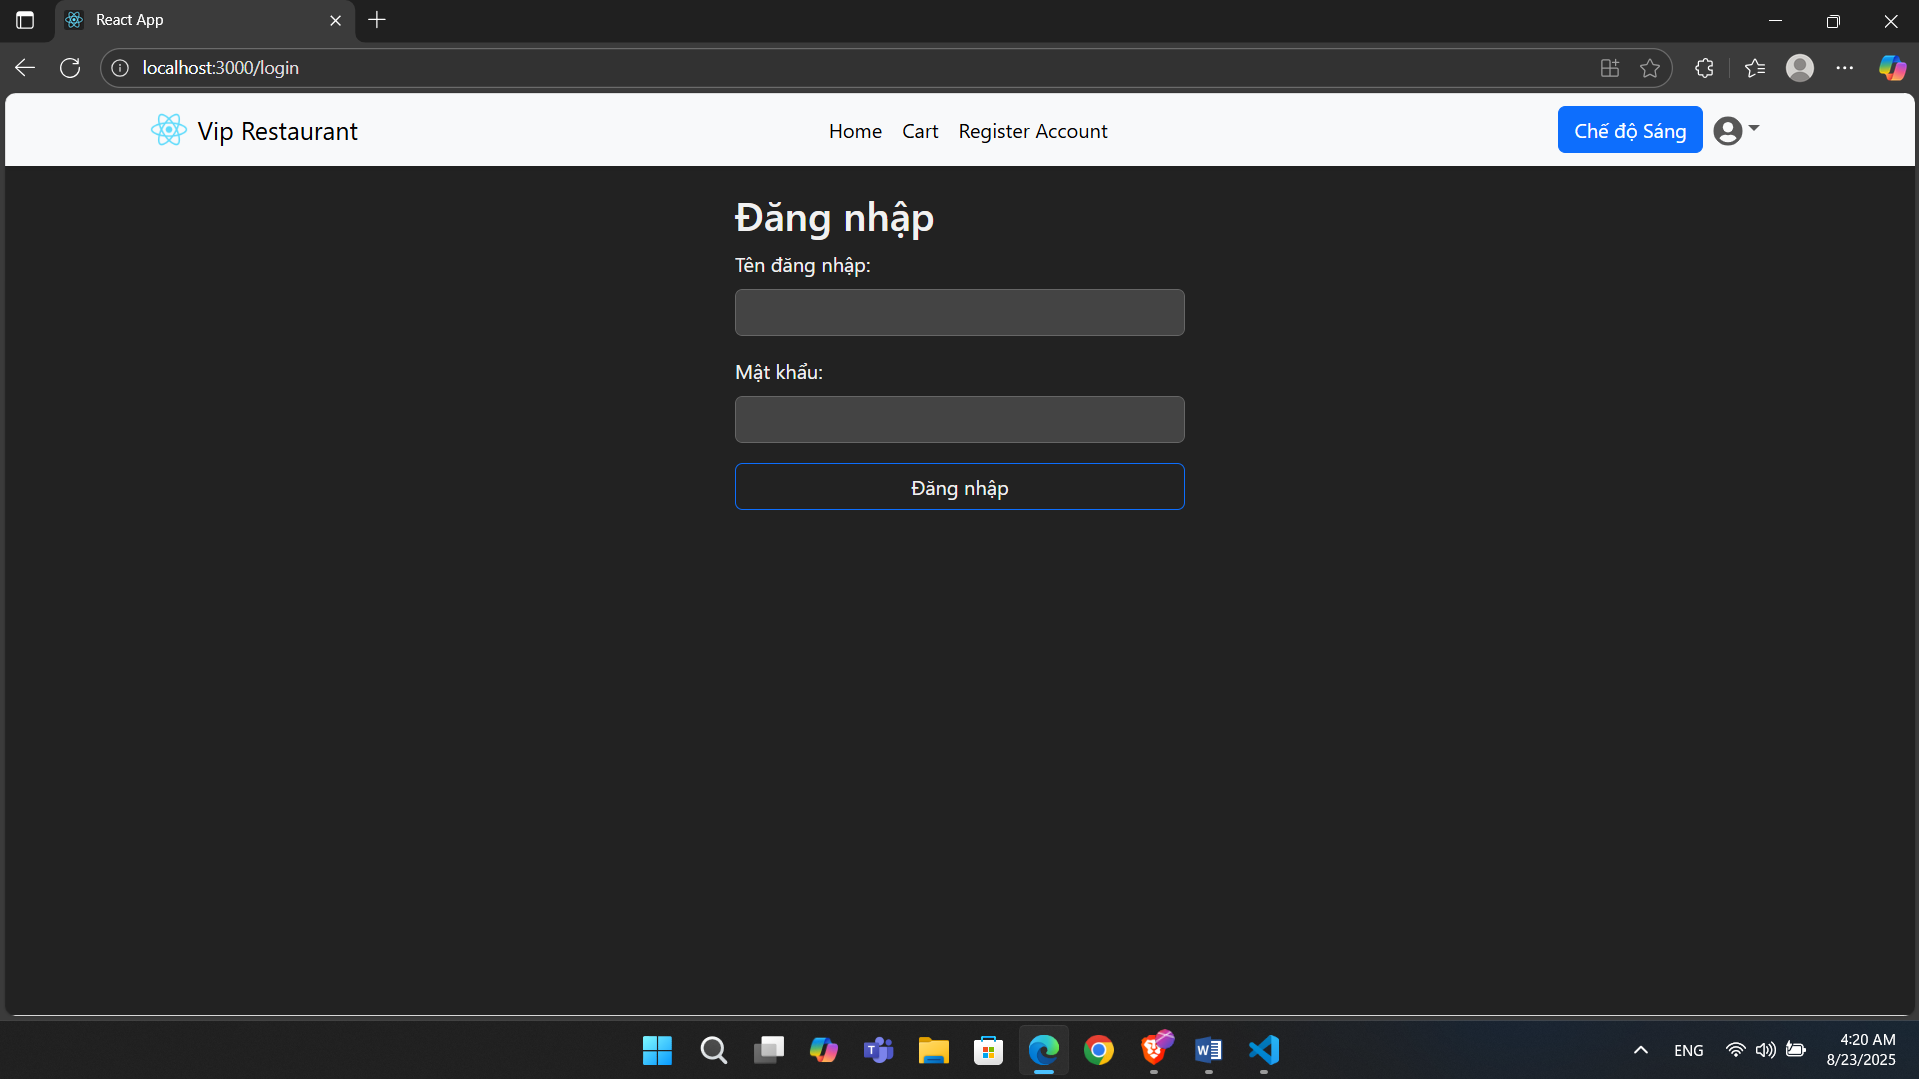 React App
localhost:3000/login
Vip Restaurant
Home
Cart
Register Account
Chế độ Sáng
Đăng nhập
Tên đăng nhập:
Mật khẩu:
Đăng nhập
ENG
4:20 AM
8/23/2025